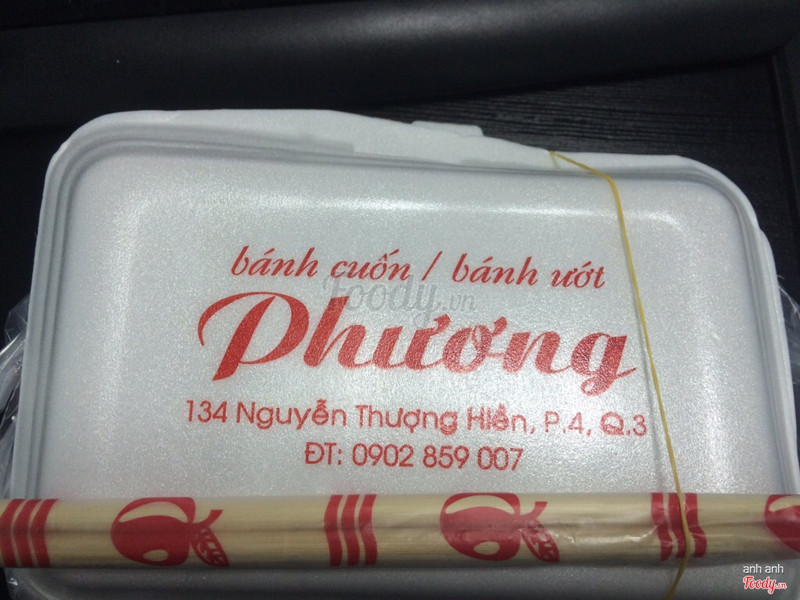 bánh cuốn / bánh ướt
Foody.vn
Phương
134 Nguyễn Thượng Hiền, P.4, Q.3
ĐT: 0902 859 007
anh anh
Foody.vn